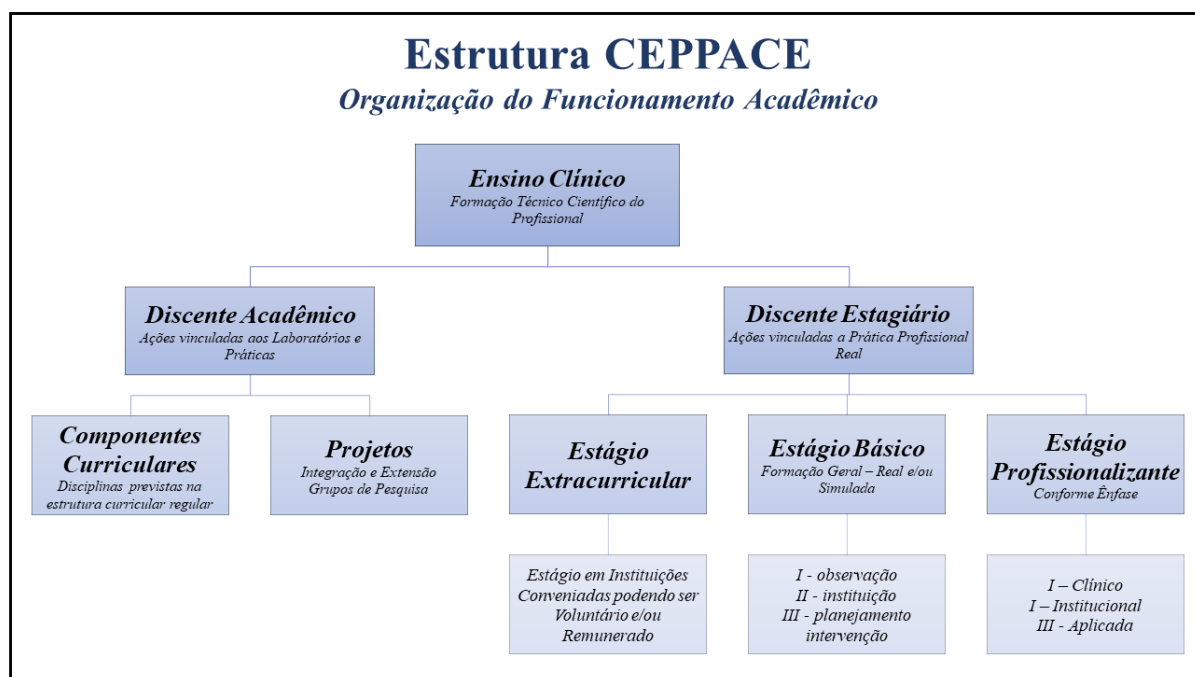 Estrutura CEPPACE
Organização do Funcionamento Acadêmico
Ensino Clínico
Formação Técnico Científico do
Profissional
Discente Acadêmico
Ações vinculadas aos Laboratórios e
Práticas
Discente Estagiário
Ações vinculadas a Prática Profissional
Real
Componentes
Curriculares
Disciplinas previstas na
estrutura curricular regular
Projetos
Integração e Extensão
Grupos de Pesquisa
Estágio
Extracurricular
Estágio Básico
Formação Geral – Real e/ou
Simulada
Estágio
Profissionalizante
Conforme Ênfase
Estágio em Instituições
Conveniadas podendo ser
Voluntário e/ou
Remunerado
I - observação
II - instituição
III - planejamento
intervenção
I – Clínico
I – Institucional
III - Aplicada